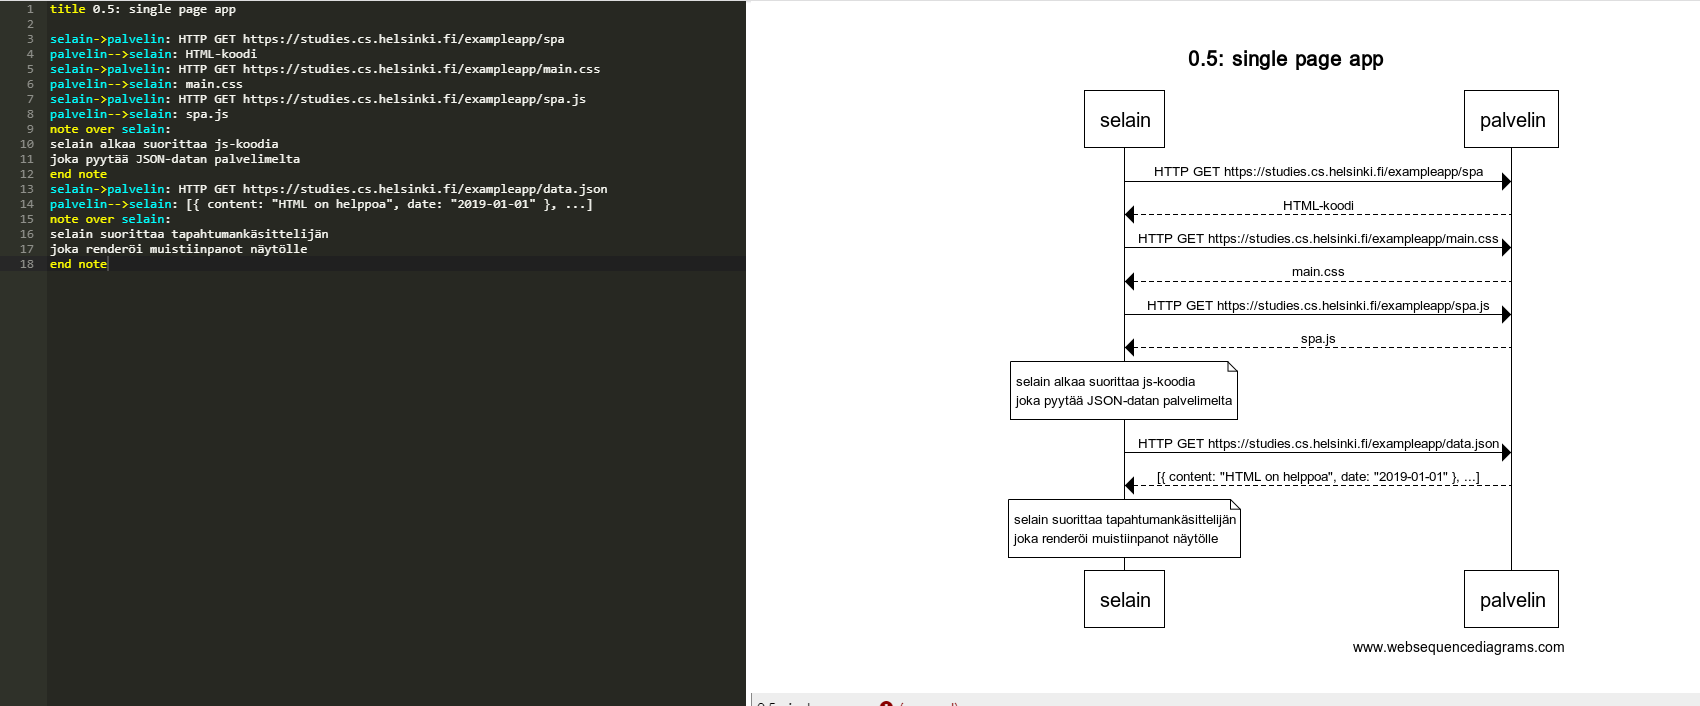 1 title 0.5: single page app
2
3 selain->palvelin: HTTP GET https://studies.cs.helsinki.fi/exampleapp/spa
4 palvelin-->selain: HTML-koodi
5 selain->palvelin: HTTP GET https://studies.cs.helsinki.fi/exampleapp/main.css
6 palvelin-->selain: main.css
7 selain->palvelin: HTTP GET https://studies.cs.helsinki.fi/exampleapp/spa.js
8 palvelin-->selain: spa.js
9 note over selain:
10 selain alkaa suorittaa js-koodia
11 joka pyytää JSON-datan palvelimelta
12 end note
13 selain->palvelin: HTTP GET https://studies.cs.helsinki.fi/exampleapp/data.json
14 palvelin-->selain: [{ content: "HTML on helppoa", date: "2019-01-01" }, ...]
15 note over selain:
16 selain suorittaa tapahtumankäsittelijän
17 joka renderöi muistiinpanot näytölle
18 end note
0.5: single page app
selain palvelin
HTTP GET https://studies.cs.helsinki.fi/exampleapp/spa
HTML-koodi
HTTP GET https://studies.cs.helsinki.fi/exampleapp/main.css
main.css
HTTP GET https://studies.cs.helsinki.fi/exampleapp/spa.js
spa.js
selain alkaa suorittaa js-koodia
joka pyytää JSON-datan palvelimelta
HTTP GET https://studies.cs.helsinki.fi/exampleapp/data.json
[{ content: "HTML on helppoa", date: "2019-01-01" }, ...]
selain suorittaa tapahtumankäsittelijän
joka renderöi muistiinpanot näytölle
selain palvelin
www.websequencediagrams.com